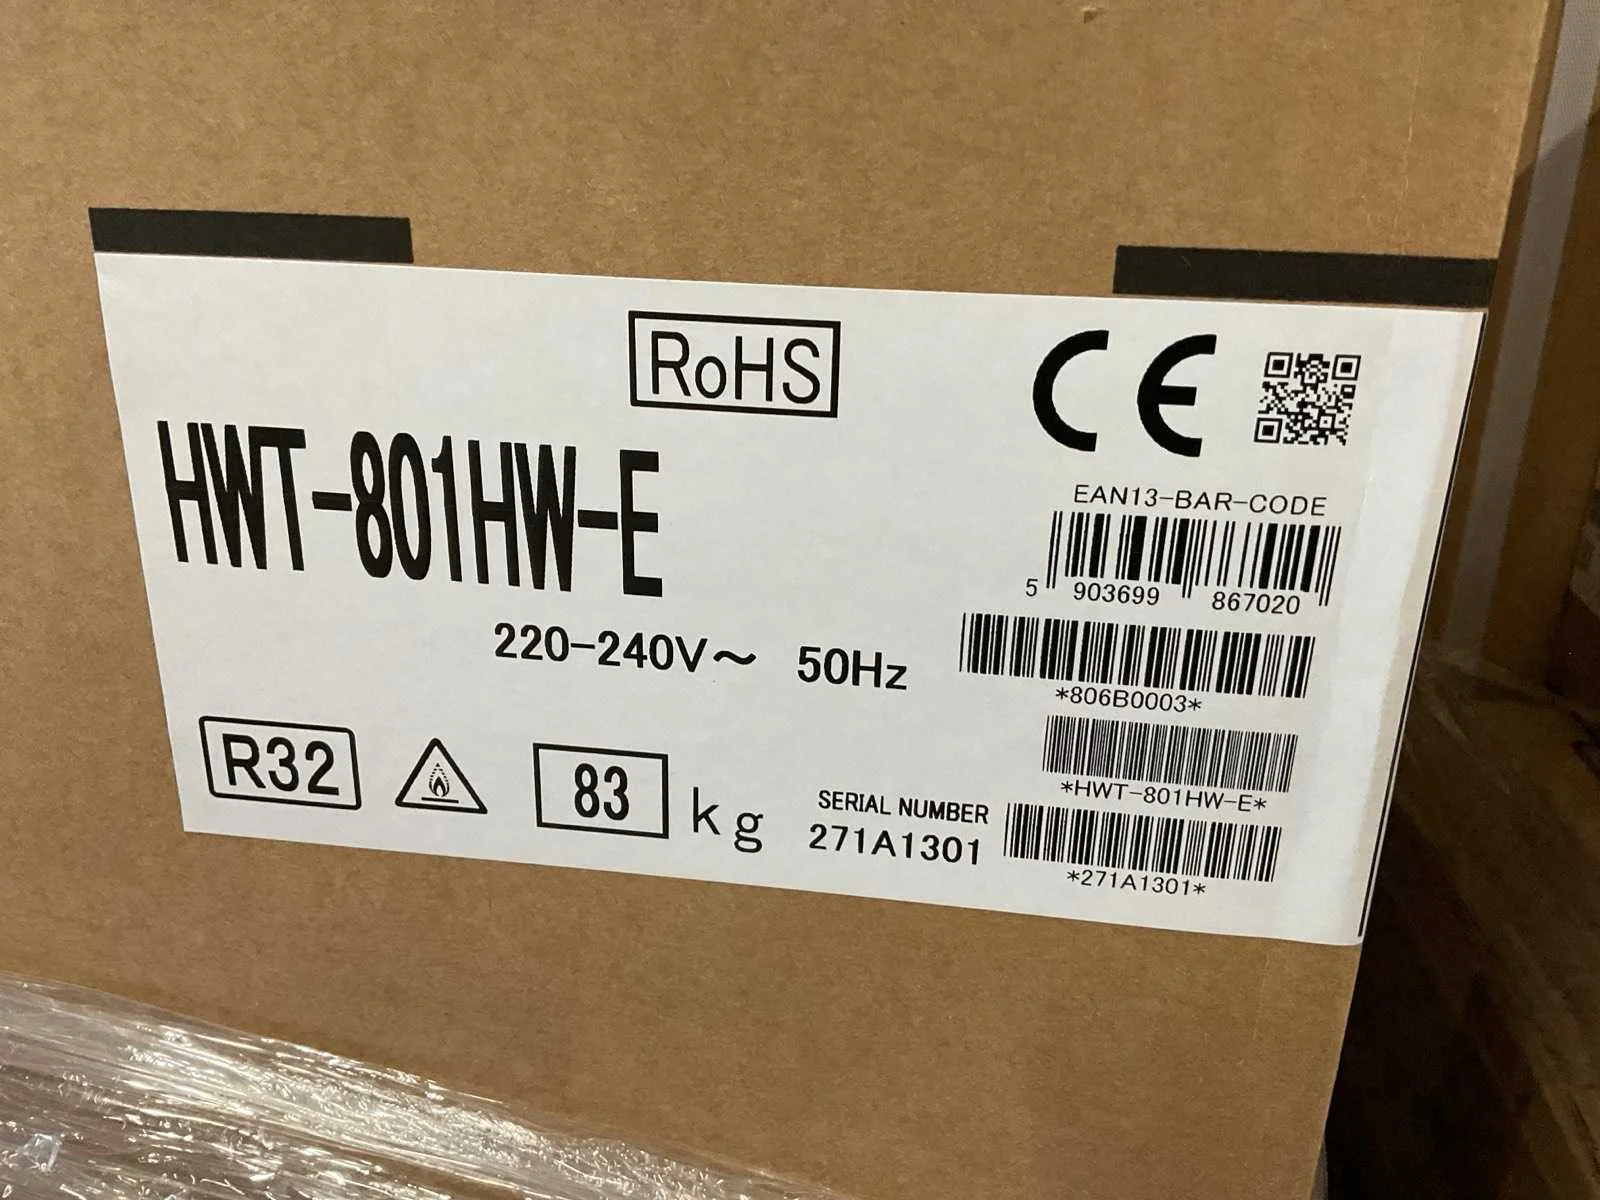 RoHS
CE
HWT-801HW-E
EAN13-BAR-CODE
5 903699 867020
220-240V～ 50Hz
*806B0003*
*HWT-801HW-E*
R32
83 kg
SERIAL NUMBER
271A1301
*271A1301*